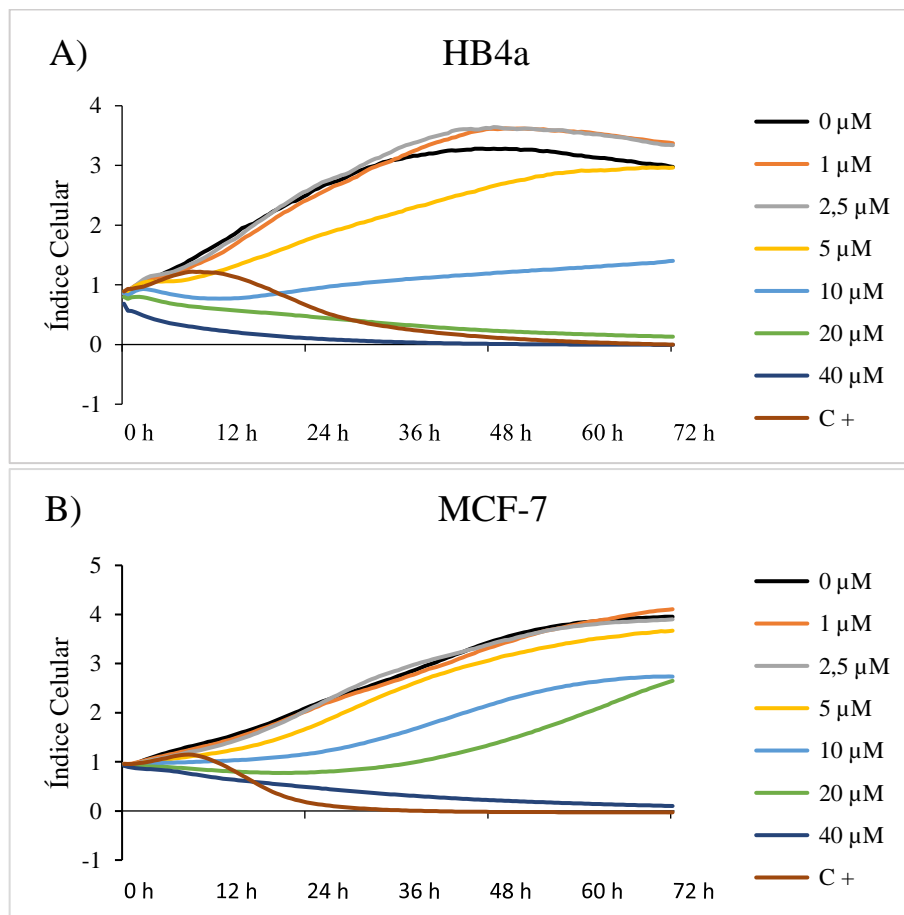 A)
HB4a
Índice Celular
4
3
2
1
0
-1
0 h 12 h 24 h 36 h 48 h 60 h 72 h
0 µM
1 µM
2,5 µM
5 µM
10 µM
20 µM
40 µM
C +
B)
MCF-7
Índice Celular
5
4
3
2
1
0
-1
0 h 12 h 24 h 36 h 48 h 60 h 72 h
0 µM
1 µM
2,5 µM
5 µM
10 µM
20 µM
40 µM
C +